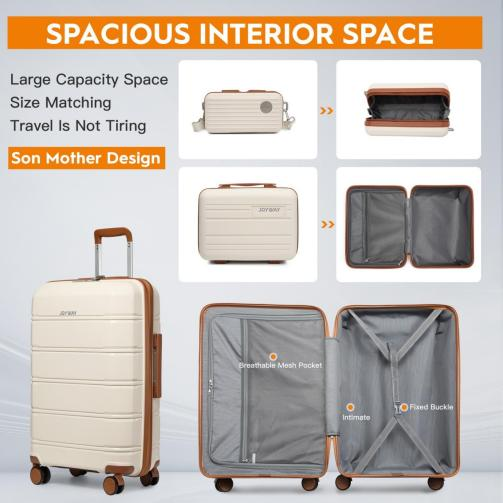 SPACIOUS INTERIOR SPACE
Large Capacity Space
Size Matching
Travel Is Not Tiring
Son Mother Design
JOYWAY
JOYWAY
Breathable Mesh Pocket
Intimate
Fixed Buckle